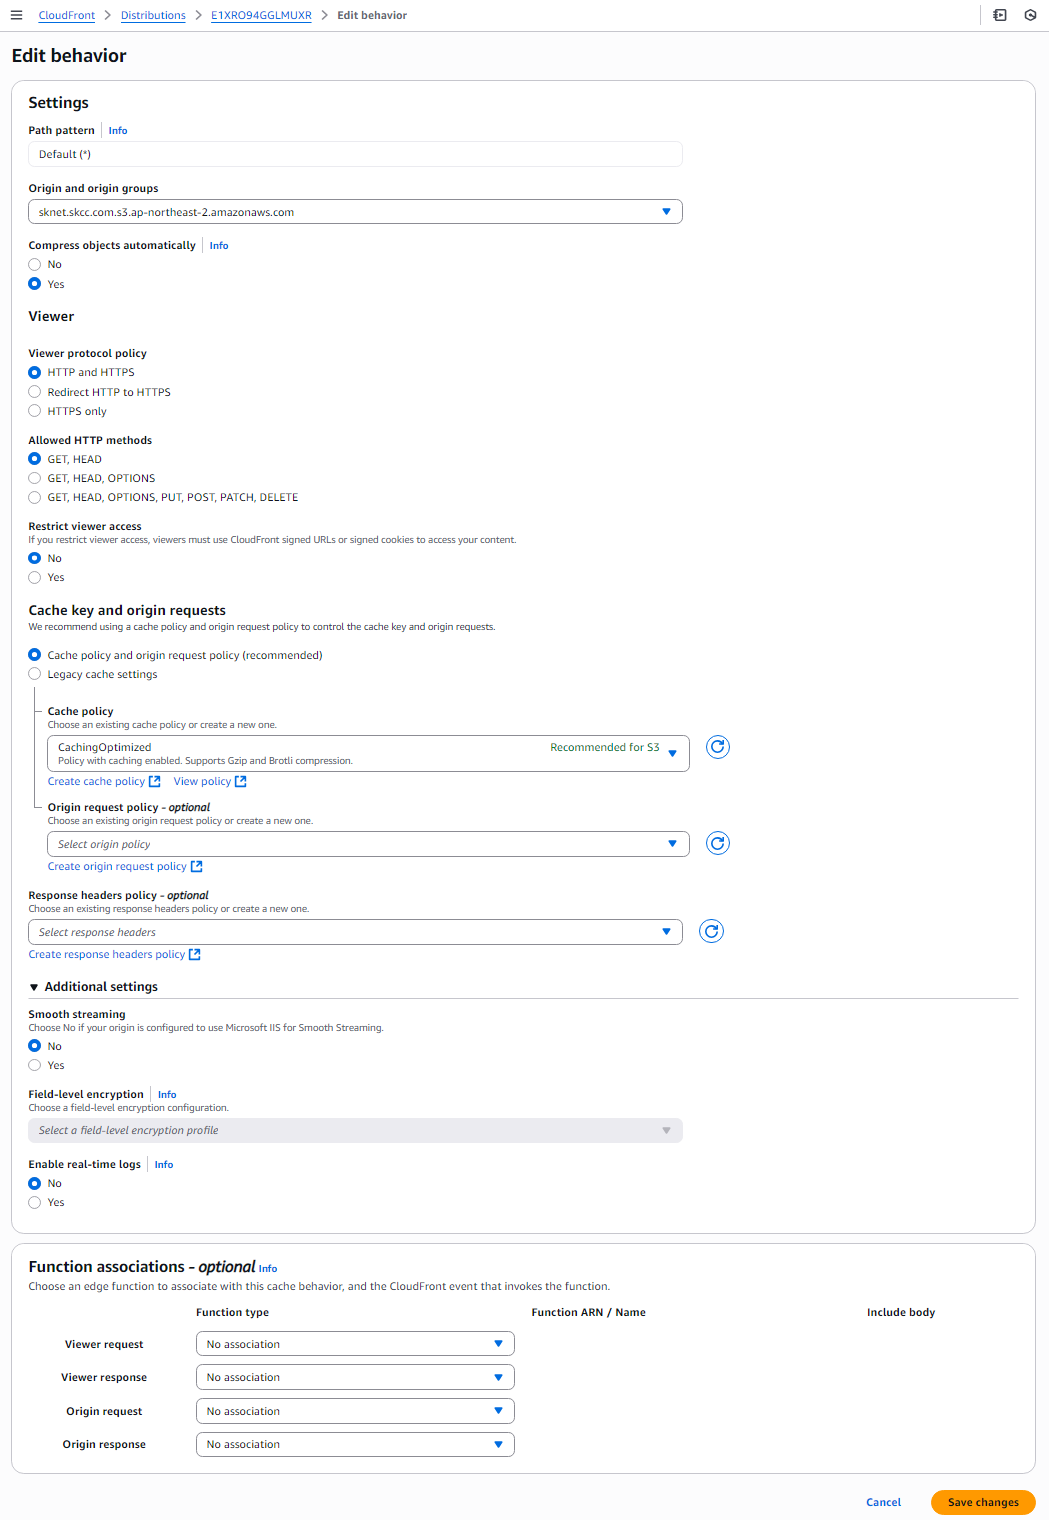 CloudFront > Distributions > E1XRO94GGLMUXR > Edit behavior
Edit behavior
Settings
Path pattern | Info
Default (*)
Origin and origin groups
sknet.skcc.com.s3.ap-northeast-2.amazonaws.com
Compress objects automatically | Info
No
Yes
Viewer
Viewer protocol policy
HTTP and HTTPS
Redirect HTTP to HTTPS
HTTPS only
Allowed HTTP methods
GET, HEAD
GET, HEAD, OPTIONS
GET, HEAD, OPTIONS, PUT, POST, PATCH, DELETE
Restrict viewer access
If you restrict viewer access, viewers must use CloudFront signed URLs or signed cookies to access your content.
No
Yes
Cache key and origin requests
We recommend using a cache policy and origin request policy to control the cache key and origin requests.
Cache policy and origin request policy (recommended)
Legacy cache settings
Cache policy
Choose an existing cache policy or create a new one.
CachingOptimized Recommended for S3
Policy with caching enabled. Supports Gzip and Brotli compression.
Create cache policy View policy
Origin request policy - optional
Choose an existing origin request policy or create a new one.
Select origin policy
Create origin request policy
Response headers policy - optional
Choose an existing response headers policy or create a new one.
Select response headers
Create response headers policy
Additional settings
Smooth streaming
Choose No if your origin is configured to use Microsoft IIS for Smooth Streaming.
No
Yes
Field-level encryption | Info
Choose a field-level encryption configuration.
Select a field-level encryption profile
Enable real-time logs | Info
No
Yes
Function associations - optional Info
Choose an edge function to associate with this cache behavior, and the CloudFront event that invokes the function.
Function type Function ARN / Name Include body
Viewer request No association
Viewer response No association
Origin request No association
Origin response No association
Cancel Save changes